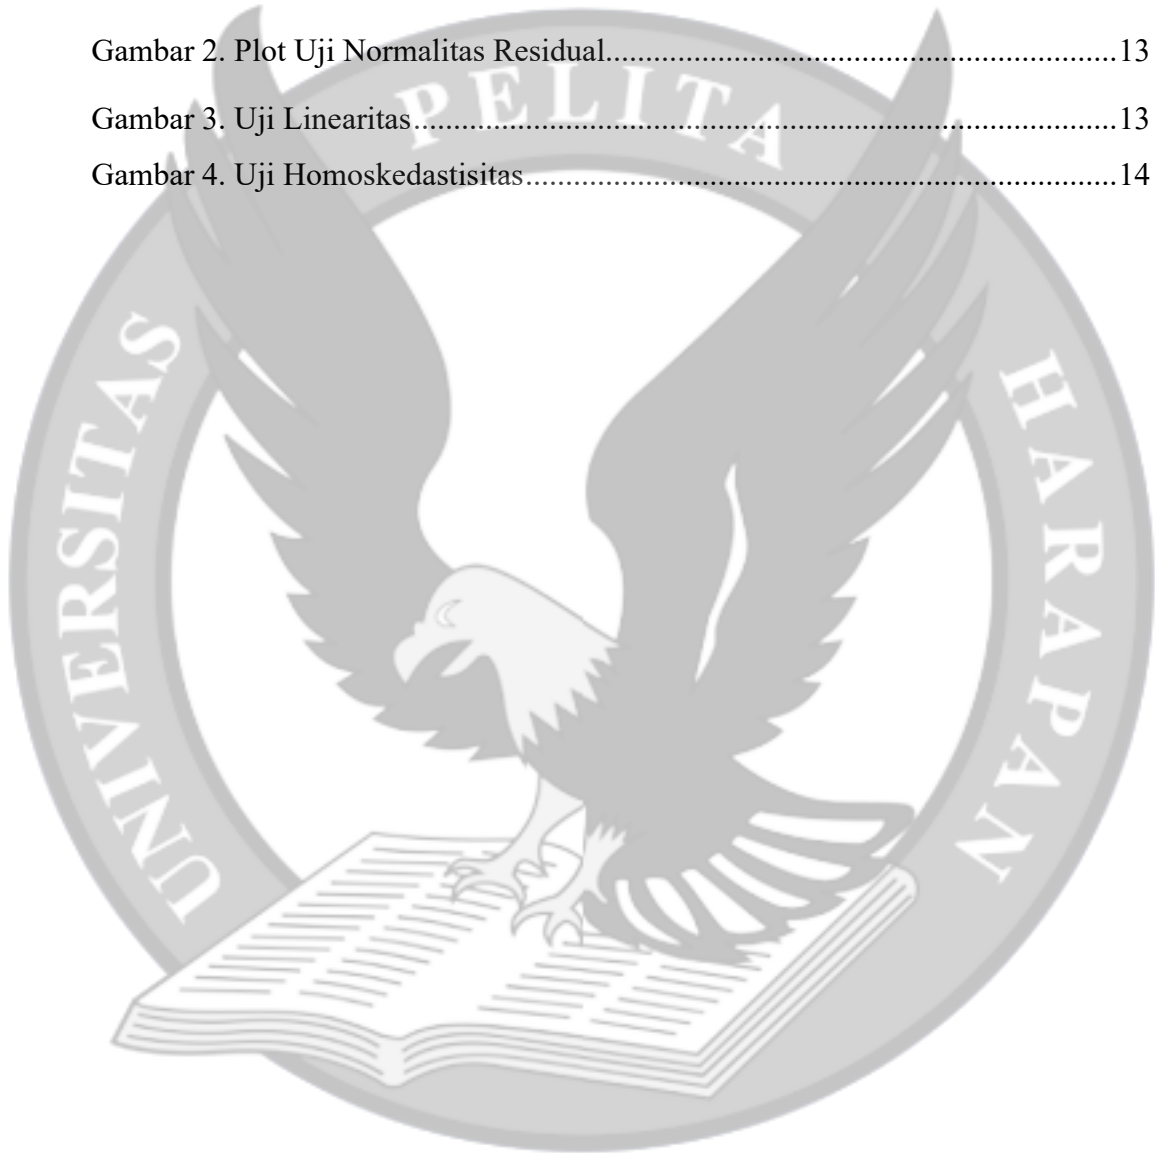 Gambar 2. Plot Uji Normalitas Residual................................................................13
Gambar 3. Uji Linearitas........................................................................................13
Gambar 4. Uji Homoskedastisitas..........................................................................14
UNIVERSITAS PELITA HARAPAN